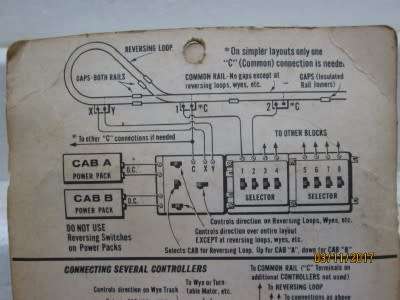 REVERSING LOOP
GAPS-BOTH RAILS
* On simpler layouts only one
"C" (Common) connection is needed
COMMON RAIL - No gaps except at
reversing loops, wyes, etc.
GAPS (Insulated
Rail Joiners)
X Y
1 *C
2 *C
* To other "C" connections if needed
TO OTHER BLOCKS
CAB A
POWER PACK
D.C.
C X Y
1 2 3 4
5 6 7 8
CAB B
POWER PACK
D.C.
SELECTOR
SELECTOR
DO NOT USE
Reversing Switches
on Power Packs
Controls direction on Reversing Loops, Wyes, etc.
Controls direction over entire layout
EXCEPT at reversing loops, Wyes, etc.
Selects CAB for Reversing Loop. Up for CAB "A", down for CAB "B"
03/11/2017
CONNECTING SEVERAL CONTROLLERS
To Wye or Turn-
table Motor, etc.
Controls direction on Wye Track
TO COMMON RAIL ("C" Terminals on
additional CONTROLLERS not used)
TO REVERSING